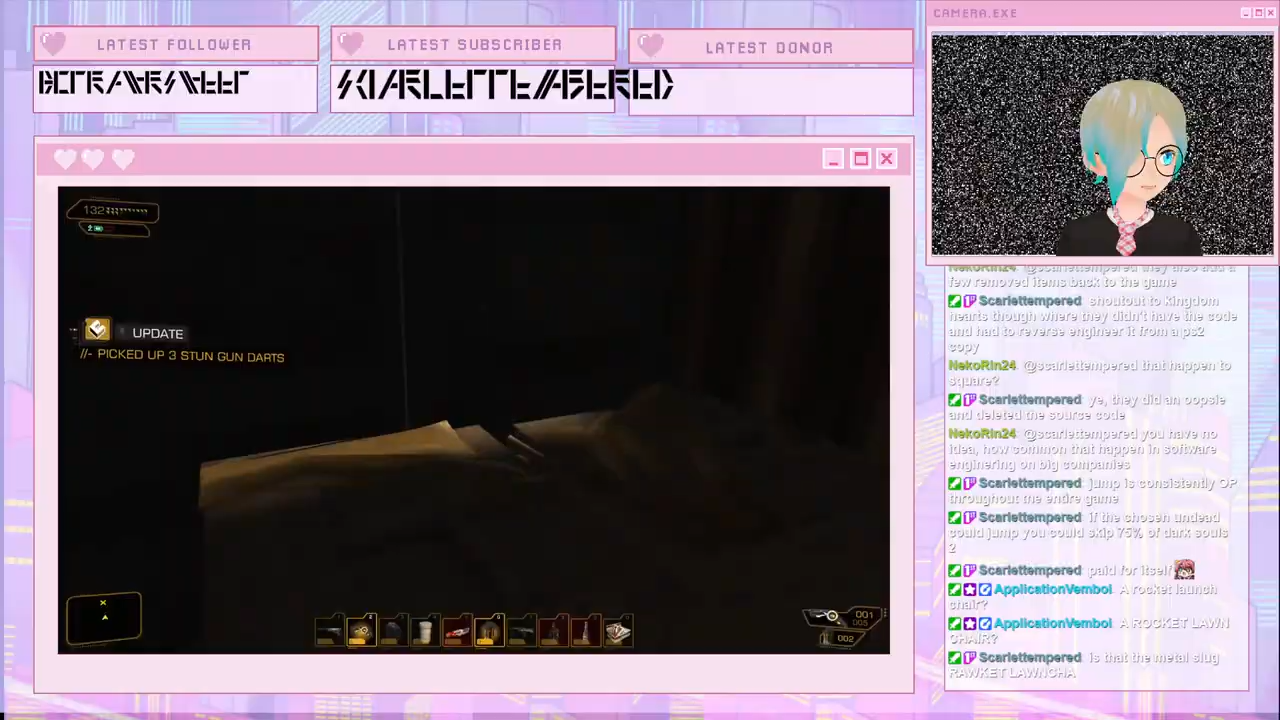 LATEST FOLLOWER
LATEST SUBSCRIBER
LATEST DONOR
CAMERA.EXE
132
UPDATE
//- PICKED UP 3 STUN GUN DARTS
001
005
002
NekoRin24 @scarlettempered they also add a
few removed items back to the game
Scarlettempered shoutout to kingdom
hearts though where they didn't have the code
and had to reverse engineer it from a ps2
copy
NekoRin24 @scarlettempered that happen to
square?
Scarlettempered ye, they did an oopsie
and deleted the source code
NekoRin24 @scarlettempered you have no
idea, how common that happen in software
enginering on big companies
Scarlettempered jump is consistently OP
throughout the entire game
Scarlettempered if the chosen undead
could jump you could skip 75% of dark souls
2
Scarlettempered paid for itself
ApplicationVembol A rocket launch
chair?
ApplicationVembol A ROCKET LAWN
CHAIR?
Scarlettempered is that the metal slug
RAWKET LAWNCHA